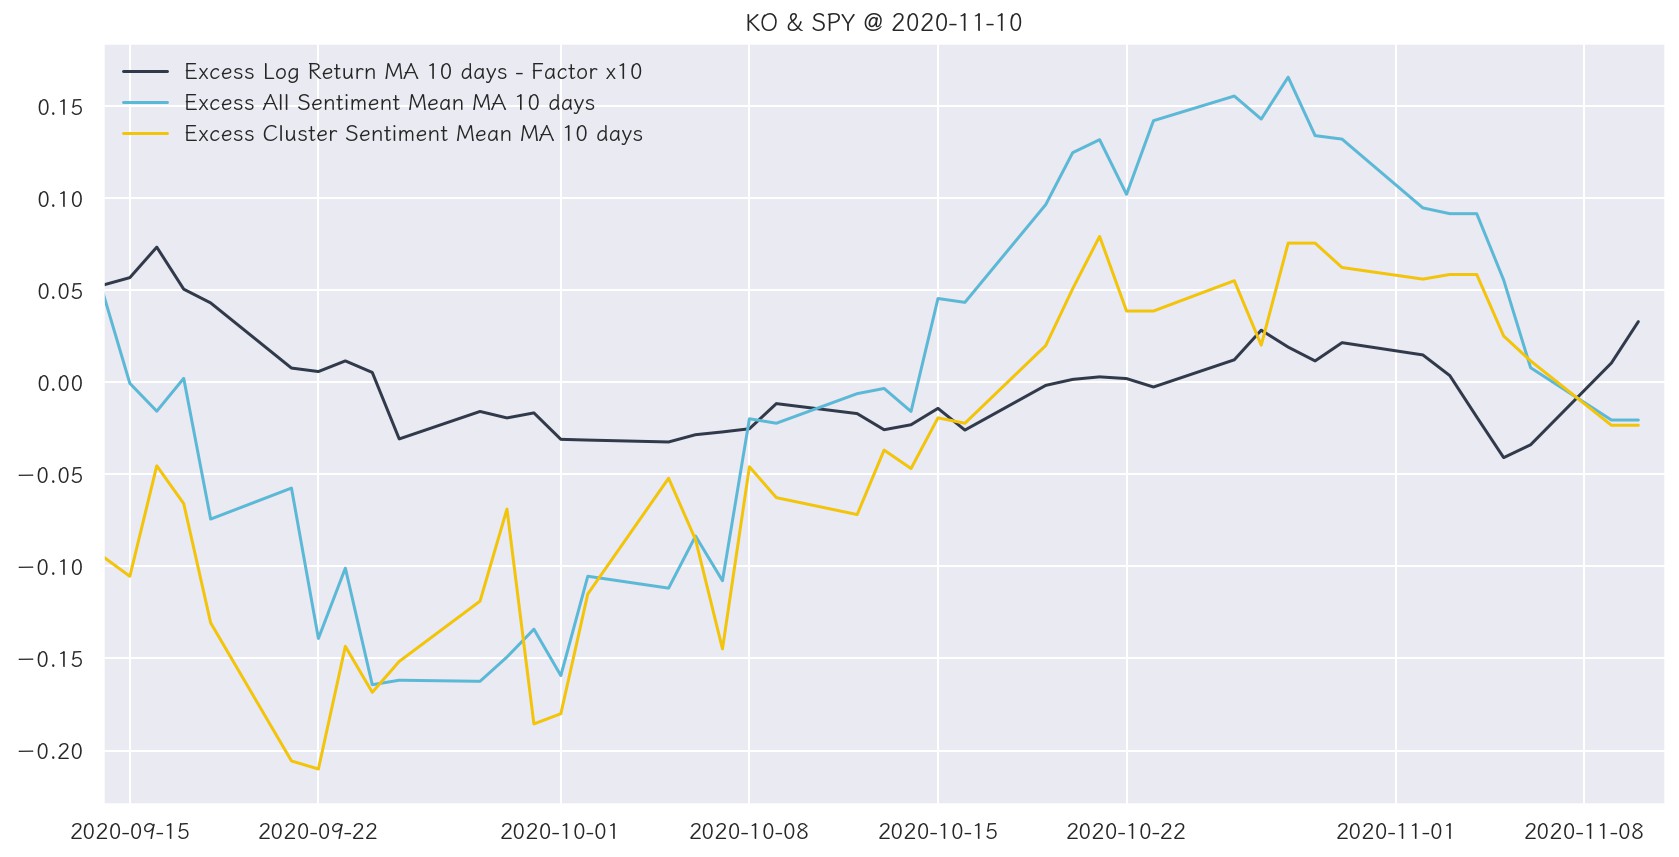 KO & SPY @ 2020-11-10
Excess Log Return MA 10 days - Factor x10
Excess All Sentiment Mean MA 10 days
Excess Cluster Sentiment Mean MA 10 days
0.15
0.10
0.05
0.00
−0.05
−0.10
−0.15
−0.20
2020-09-15 2020-09-22 2020-10-01 2020-10-08 2020-10-15 2020-10-22 2020-11-01 2020-11-08